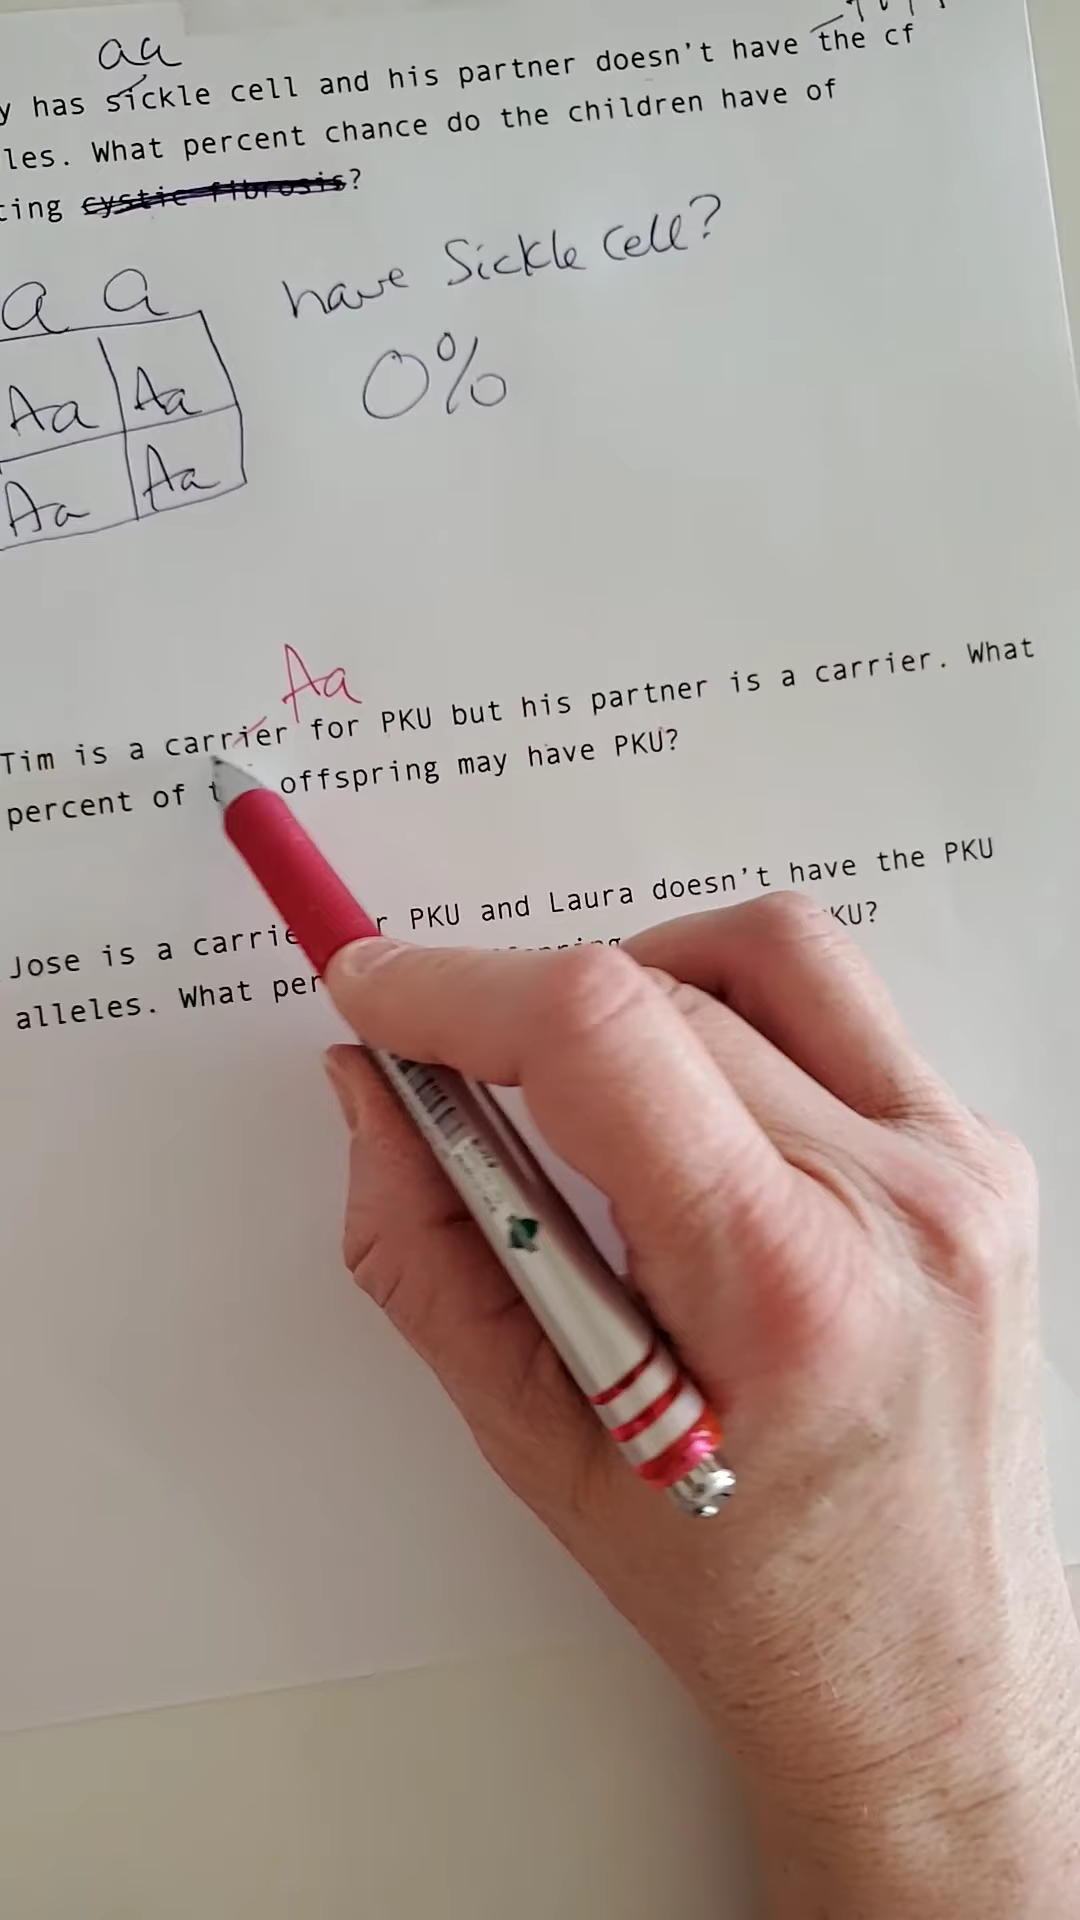 aa
y has sickle cell and his partner doesn't have the cf
les. What percent chance do the children have of
ting cystic fibrosis?
have Sickle Cell?
a a
0%
Aa Aa
Aa Aa
Aa
Tim is a carrier for PKU but his partner is a carrier. What
percent of t offspring may have PKU?
Jose is a carrie r PKU and Laura doesn't have the PKU
alleles. What per KU?